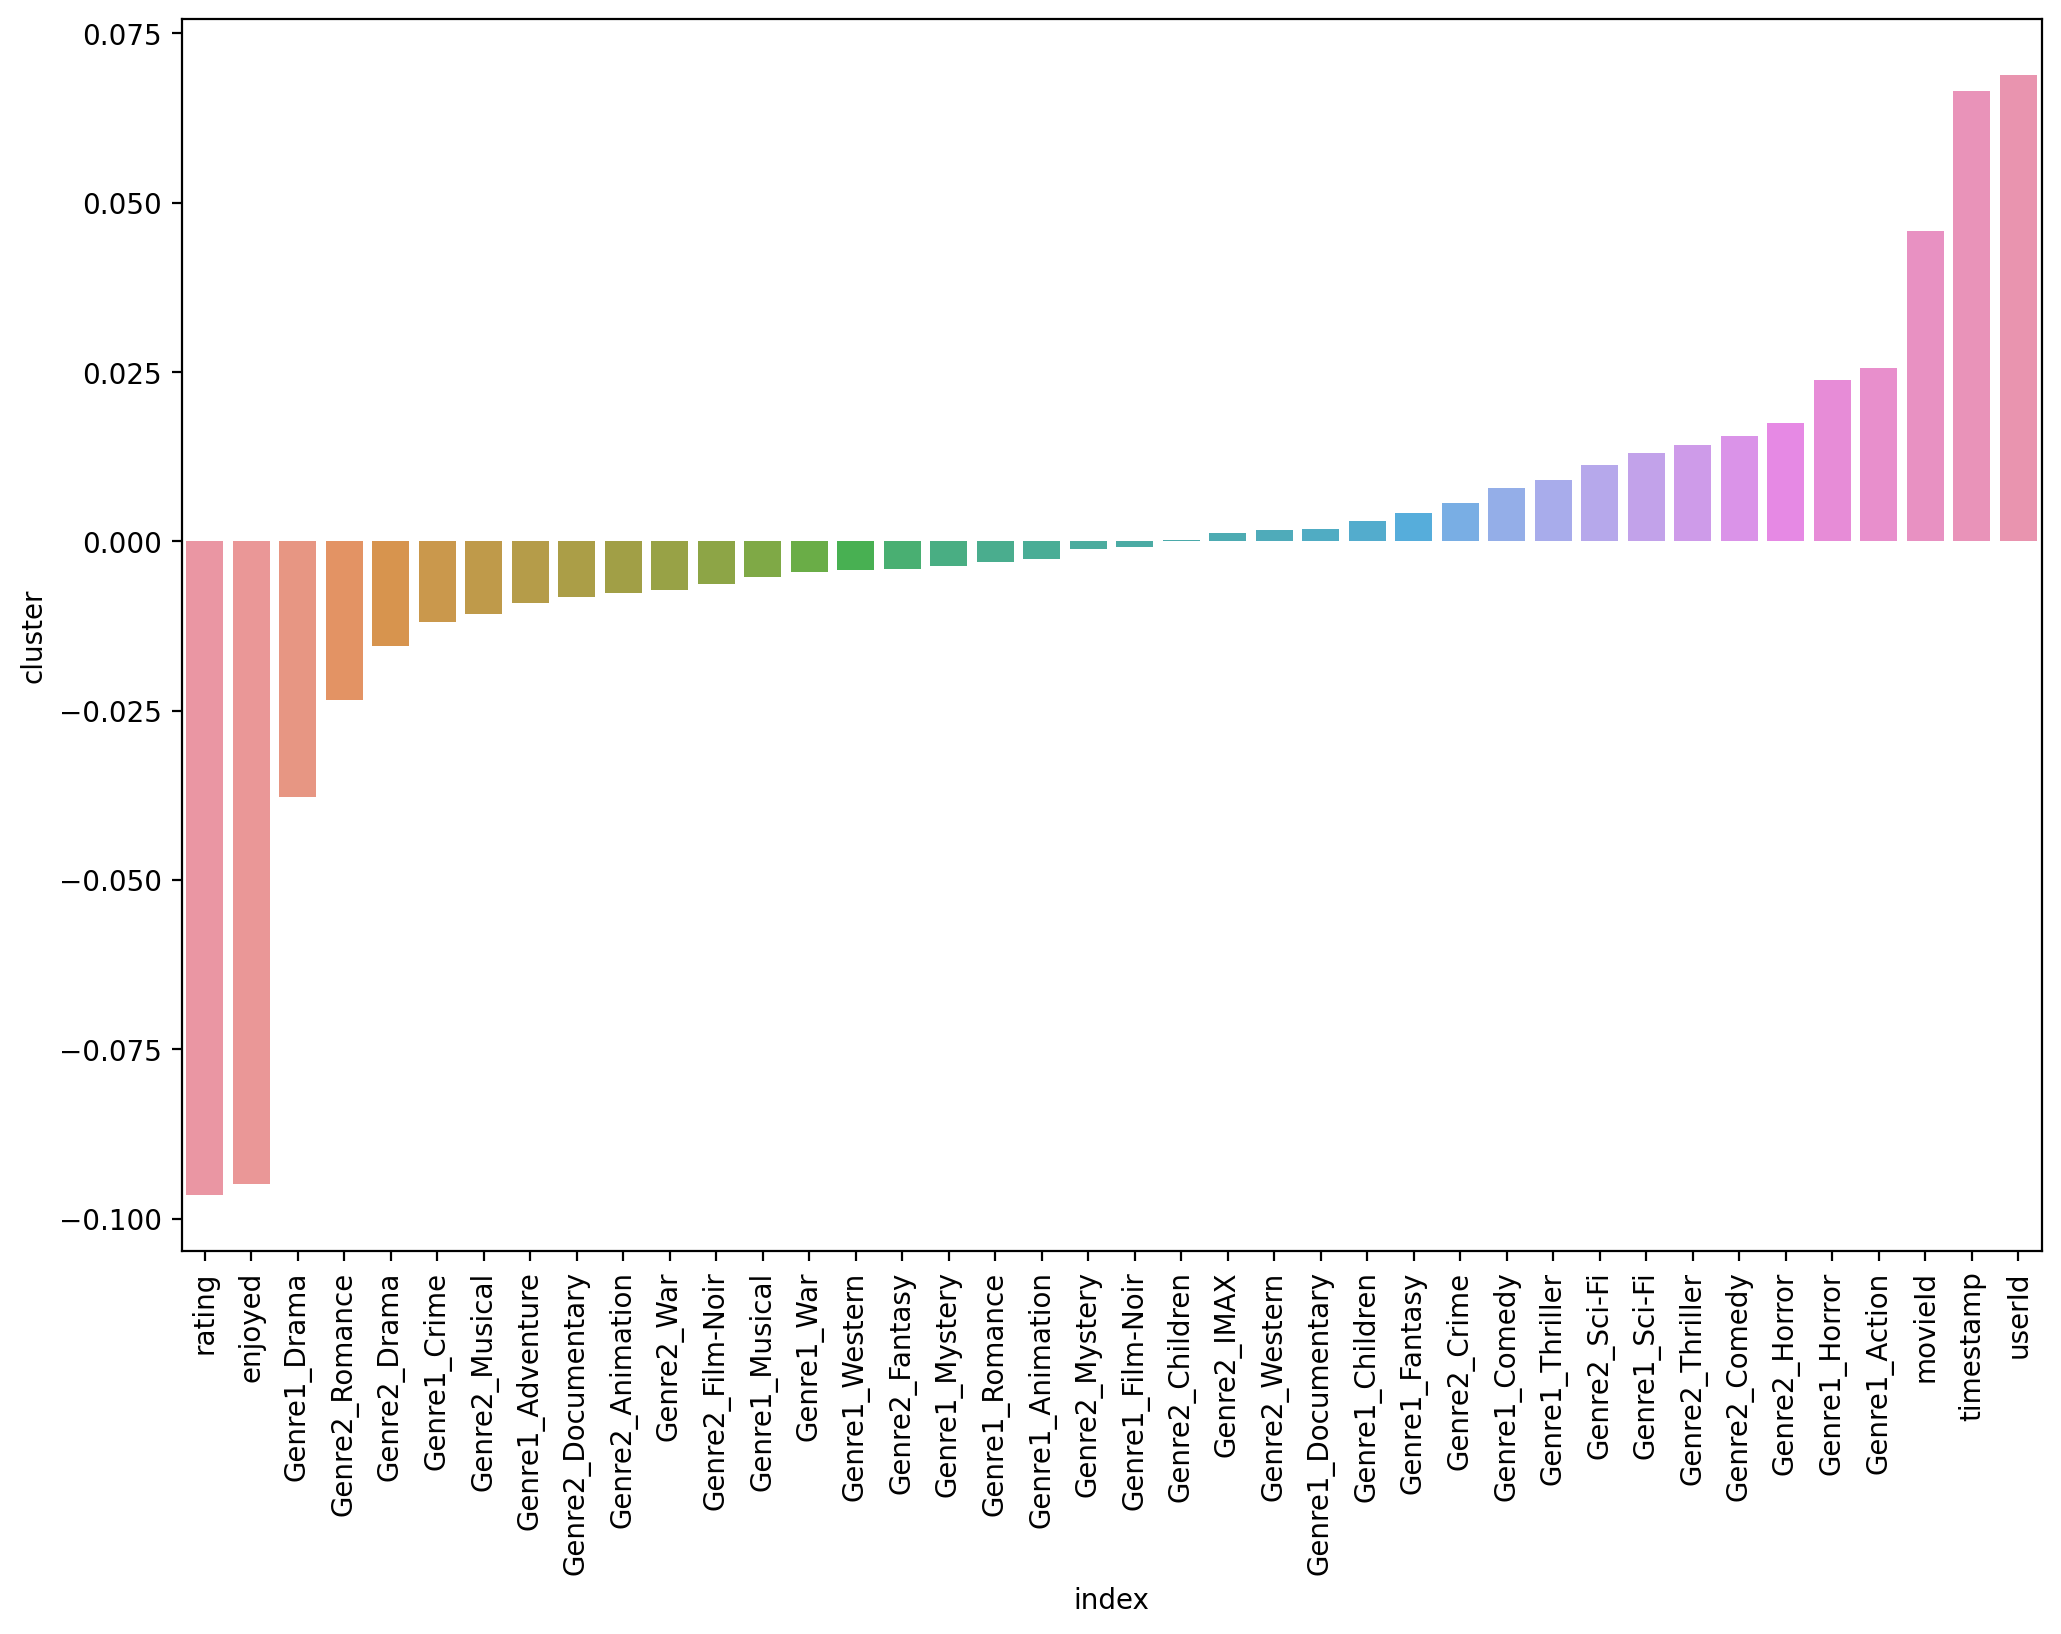 0.075
0.050
0.025
0.000
−0.025
−0.050
−0.075
−0.100
cluster
rating
enjoyed
Genre1_Drama
Genre2_Romance
Genre2_Drama
Genre1_Crime
Genre2_Musical
Genre1_Adventure
Genre2_Documentary
Genre2_Animation
Genre2_War
Genre2_Film-Noir
Genre1_Musical
Genre1_War
Genre1_Western
Genre2_Fantasy
Genre1_Mystery
Genre1_Romance
Genre1_Animation
Genre2_Mystery
Genre1_Film-Noir
Genre2_Children
Genre2_IMAX
Genre2_Western
Genre1_Documentary
Genre1_Children
Genre1_Fantasy
Genre2_Crime
Genre1_Comedy
Genre1_Thriller
Genre2_Sci-Fi
Genre1_Sci-Fi
Genre2_Thriller
Genre2_Comedy
Genre2_Horror
Genre1_Horror
Genre1_Action
movieId
timestamp
userId
index